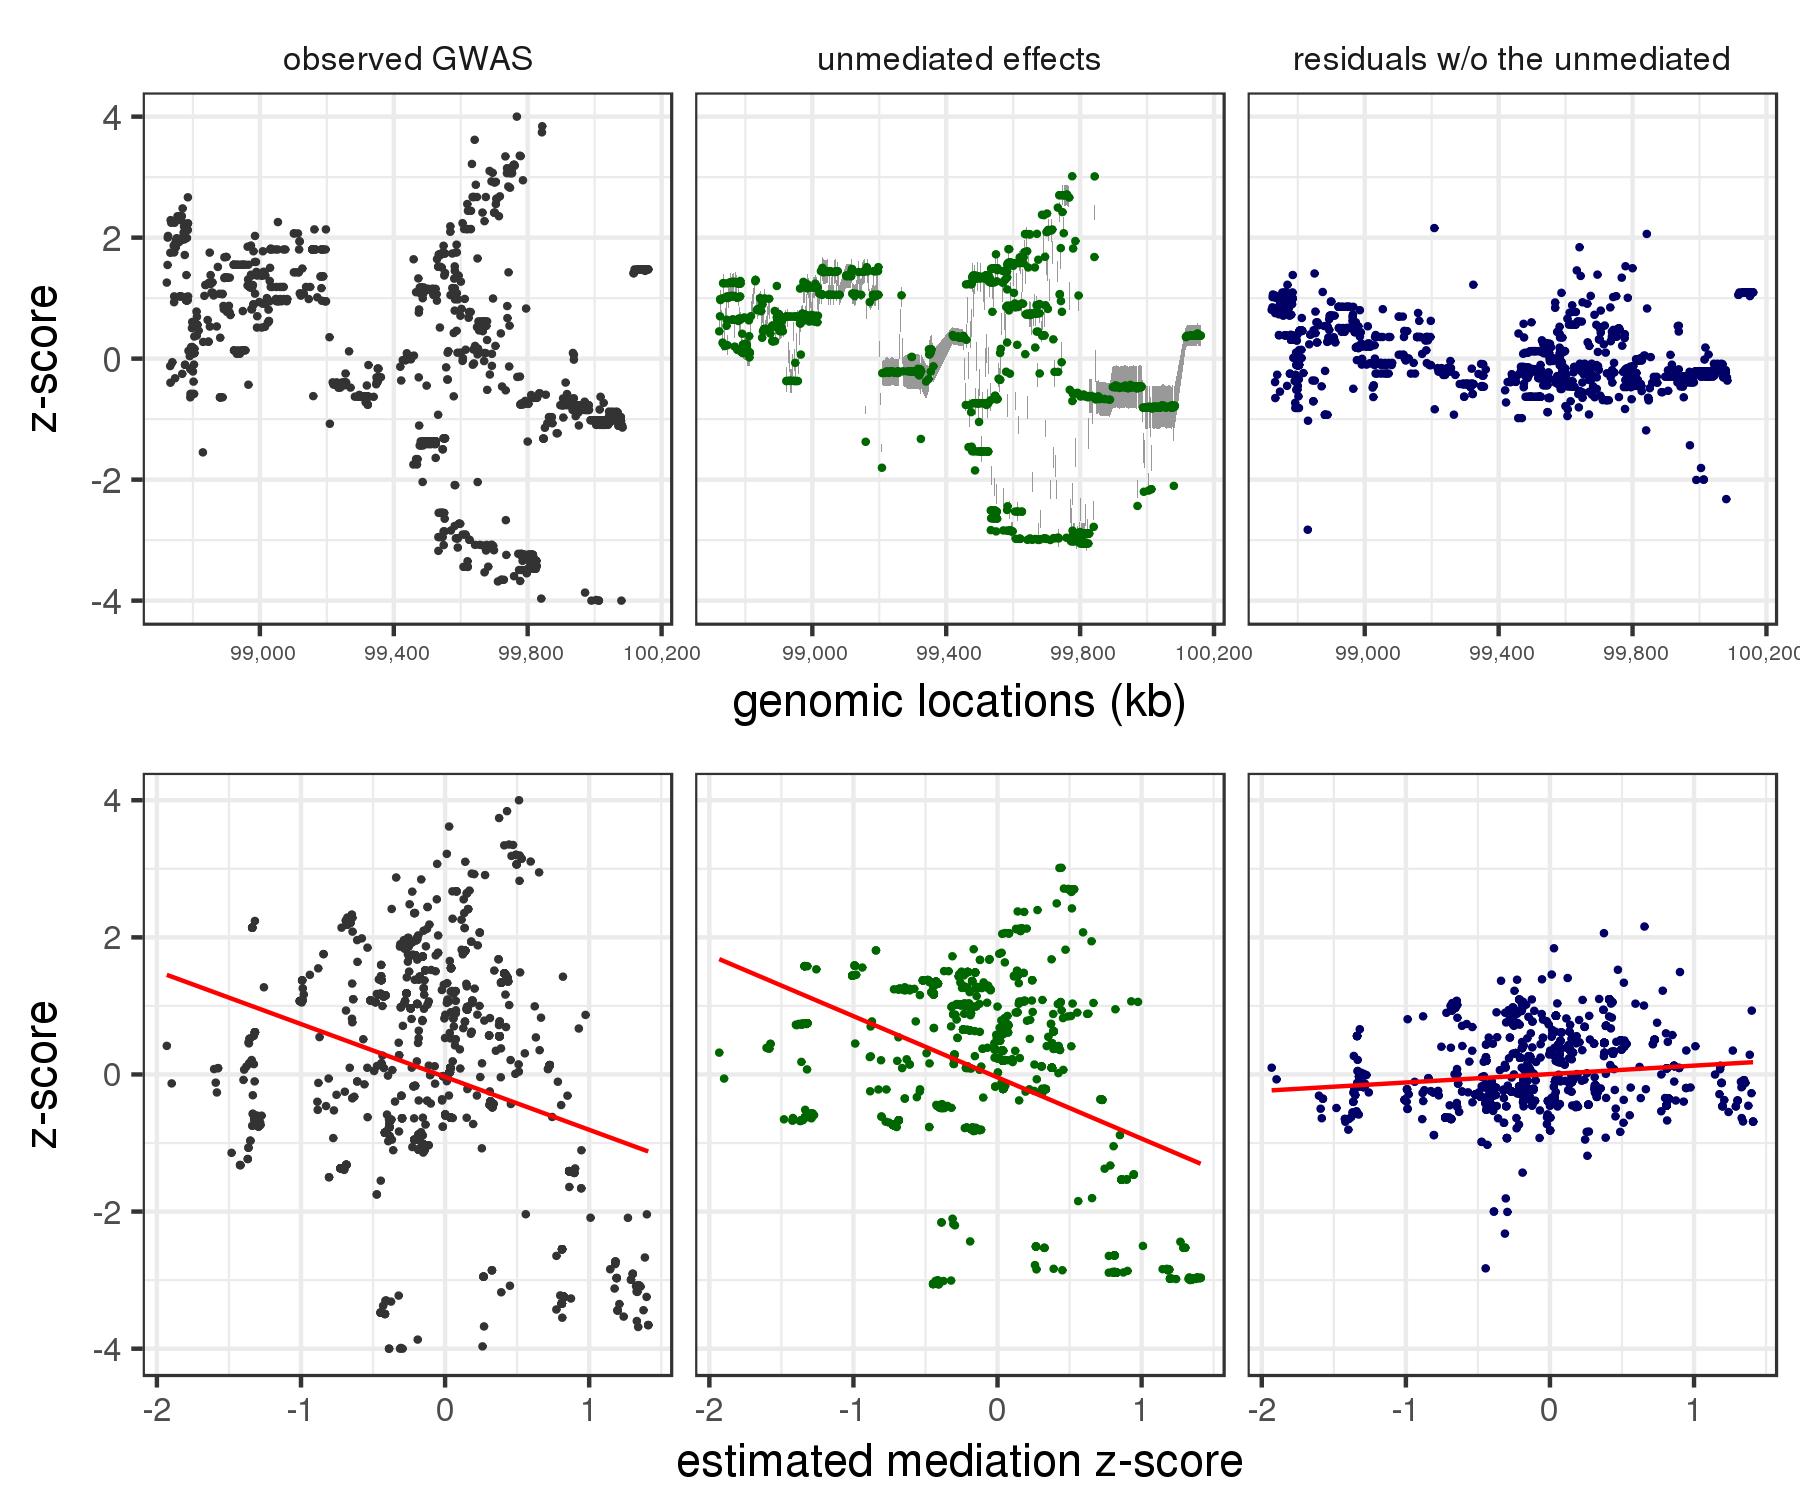 observed GWAS unmediated effects residuals w/o the unmediated
4
2
0
-2
-4
z-score
99,000 99,400 99,800 100,200 99,000 99,400 99,800 100,200 99,000 99,400 99,800 100,200
genomic locations (kb)
4
2
0
-2
-4
z-score
-2 -1 0 1 -2 -1 0 1 -2 -1 0 1
estimated mediation z-score